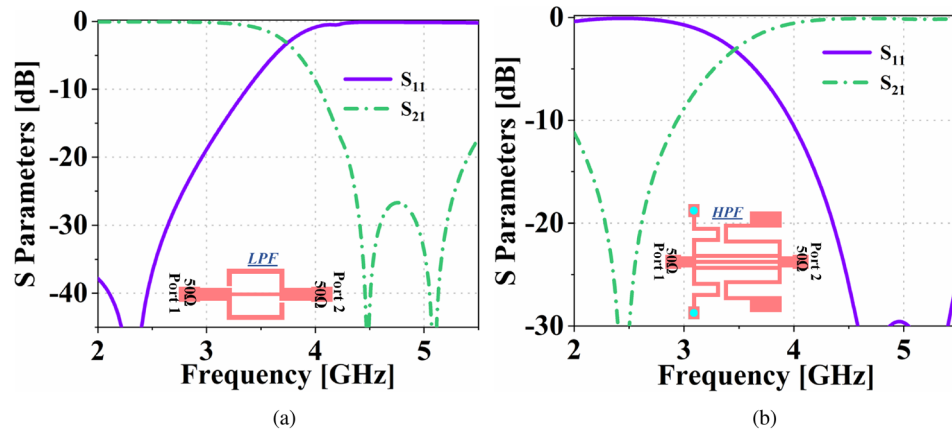 0
-10
-20
-30
-40
S Parameters [dB]
S11
S21
LPF
Port 1
50Ω
50Ω
Port 2
2
3
4
5
Frequency [GHz]
(a)
0
-10
-20
-30
S Parameters [dB]
S11
S21
HPF
Port 1
50Ω
50Ω
Port 2
2
3
4
5
Frequency [GHz]
(b)